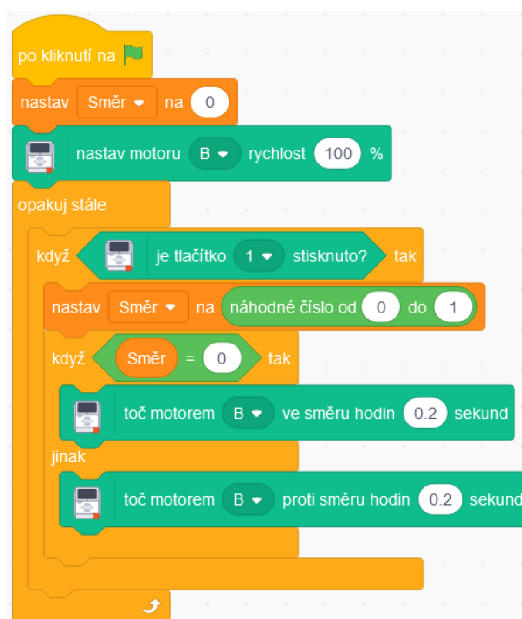 po kliknutí na
nastav Směr na 0
nastav motoru B rychlost 100 %
opakuj stále
když je tlačítko 1 stisknuto? tak
nastav Směr na náhodné číslo od 0 do 1
když Směr = 0 tak
toč motorem B ve směru hodin 0.2 sekund
jinak
toč motorem B proti směru hodin 0.2 sekund